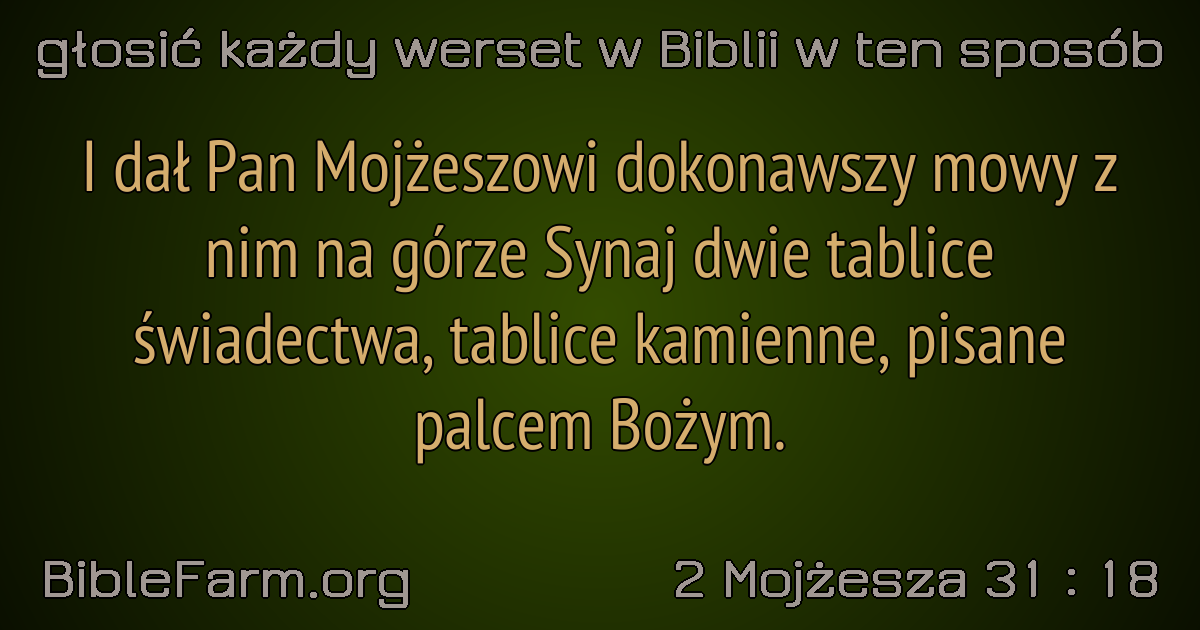 głosić każdy werset w Biblii w ten sposób
I dał Pan Mojżeszowi dokonawszy mowy z
nim na górze Synaj dwie tablice
świadectwa, tablice kamienne, pisane
palcem Bożym.
BibleFarm.org
2 Mojżesza 31 : 18